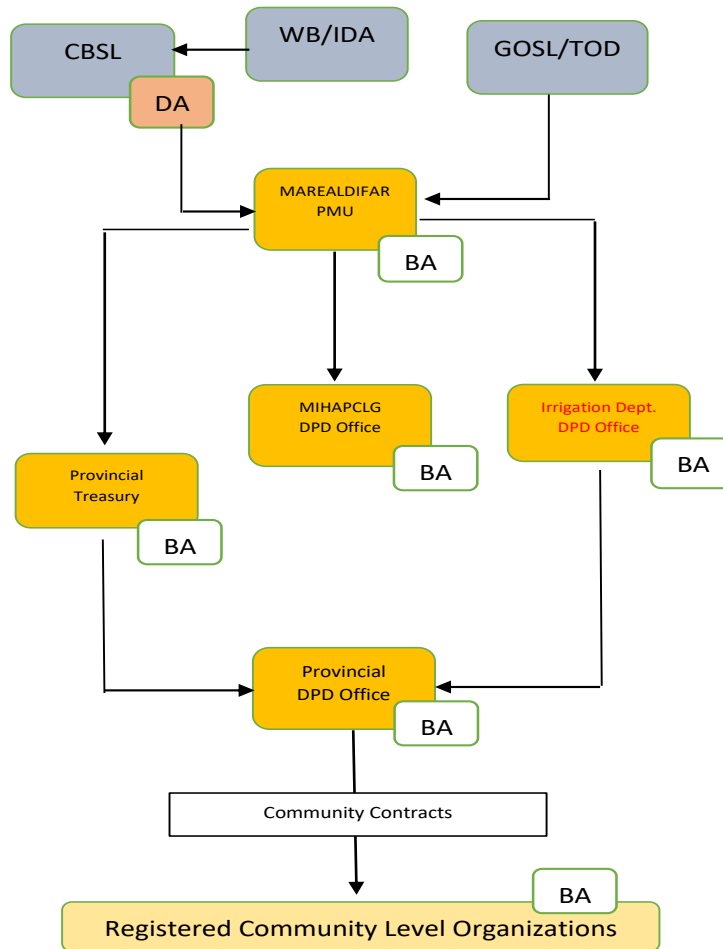 CBSL
WB/IDA
GOSL/TOD
DA
MAREALDIFAR
PMU
BA
MIHAPCLG
DPD Office
BA
Irrigation Dept.
DPD Office
BA
Provincial
Treasury
BA
Provincial
DPD Office
BA
Community Contracts
BA
Registered Community Level Organizations